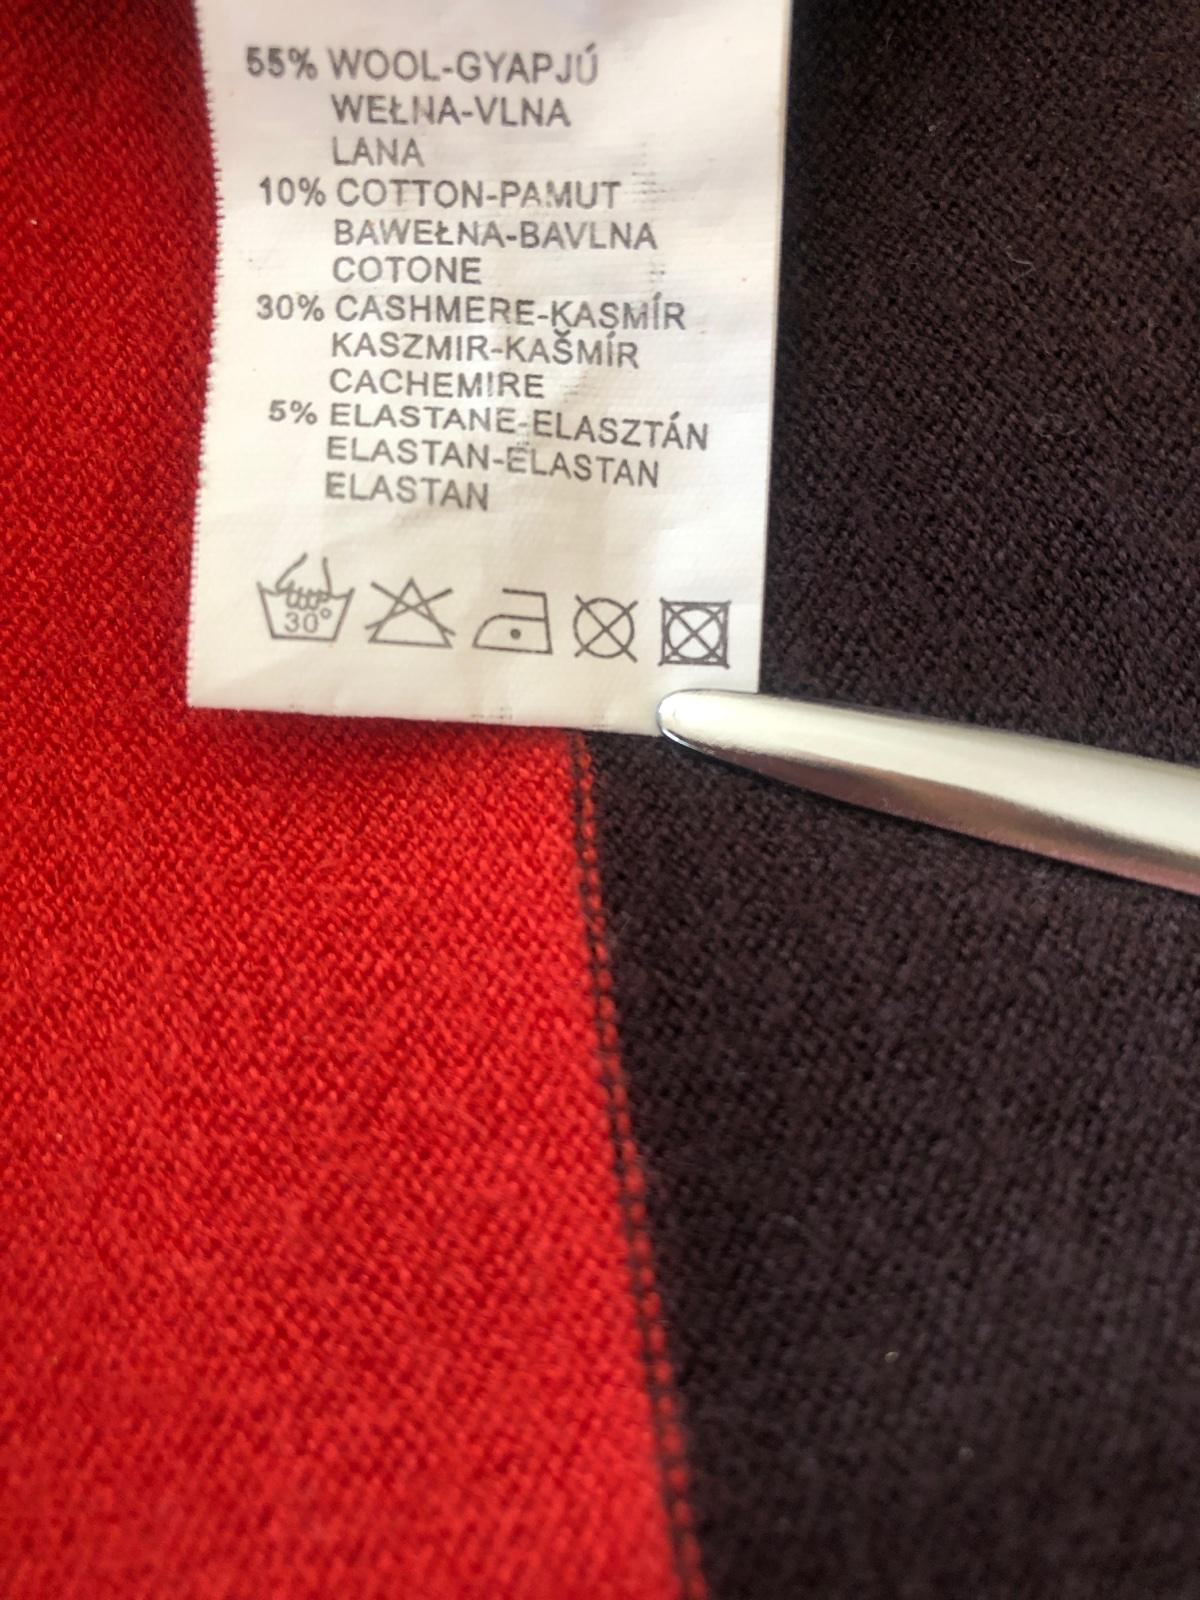 55% WOOL-GYAPJÚ
WEŁNA-VLNA
LANA
10% COTTON-PAMUT
BAWEŁNA-BAVLNA
COTONE
30% CASHMERE-KASMÍR
KASZMIR-KAŠMÍR
CACHEMIRE
5% ELASTANE-ELASZTÁN
ELASTAN-ELASTAN
ELASTAN
30°